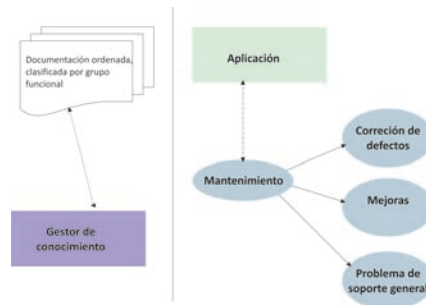 Documentación ordenada,
clasificada por grupo
funcional
Gestor de
conocimiento
Aplicación
Mantenimiento
Correción de
defectos
Mejoras
Problema de
soporte general